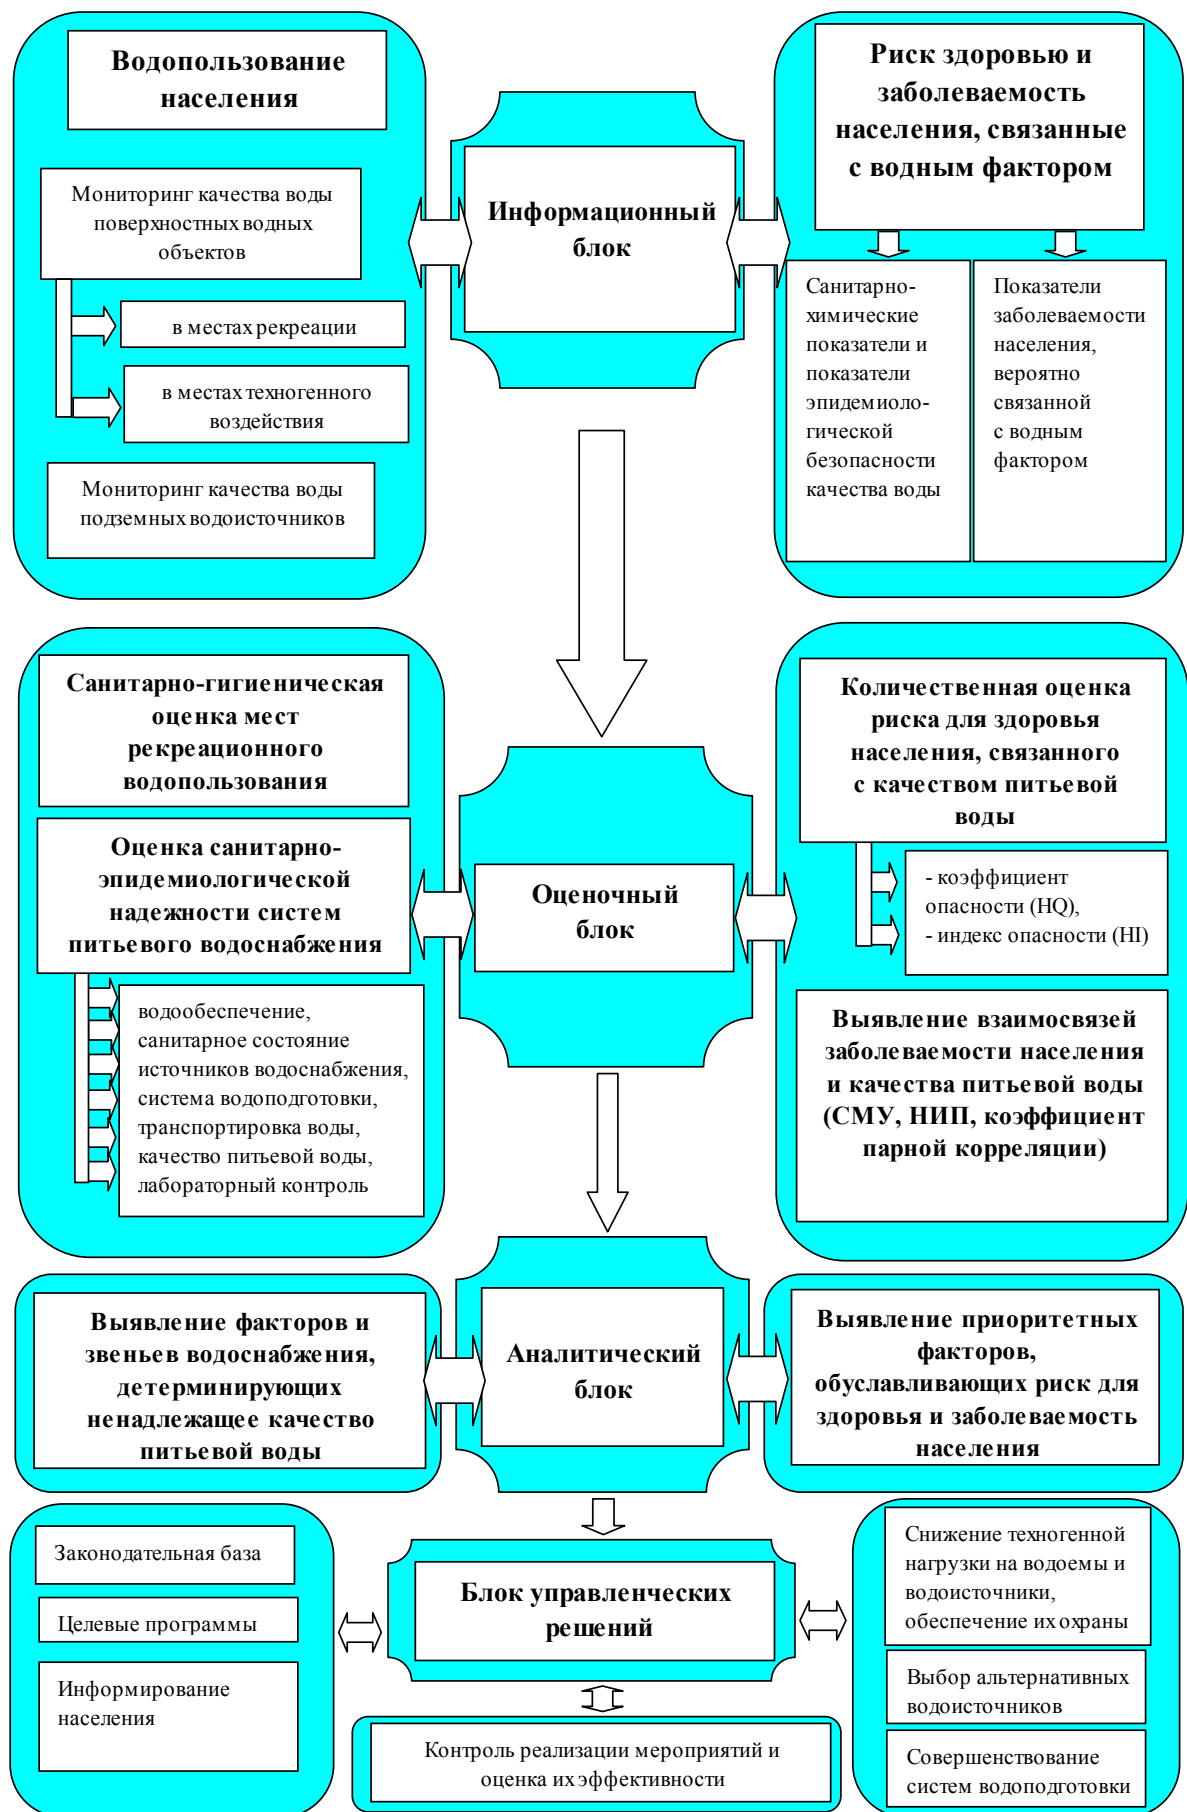 Водопользование
населения
Мониторинг качества воды
поверхностных водных
объектов
в местах рекреации
в местах техногенного
воздействия
Мониторинг качества воды
подземных водоисточников
Информационный
блок
Риск здоровью и
заболеваемость
населения, связанные
с водным фактором
Санитарно-
химические
показатели и
показатели
эпидемиоло-
гической
безопасности
качества воды
Показатели
заболеваемости
населения,
вероятно
связанной
с водным
фактором
Санитарно-гигиеническая
оценка мест
рекреационного
водопользования
Оценка санитарно-
эпидемиологической
надежности систем
питьевого водоснабжения
водообеспечение,
санитарное состояние
источников водоснабжения,
система водоподготовки,
транспортировка воды,
качество питьевой воды,
лабораторный контроль
Оценочный
блок
Количественная оценка
риска для здоровья
населения, связанного
с качеством питьевой
воды
- коэффициент
опасности (HQ),
- индекс опасности (HI)
Выявление взаимосвязей
заболеваемости населения
и качества питьевой воды
(СМУ, НИП, коэффициент
парной корреляции)
Выявление факторов и
звеньев водоснабжения,
детерминирующих
ненадлежащее качество
питьевой воды
Аналитический
блок
Выявление приоритетных
факторов,
обуславливающих риск для
здоровья и заболеваемость
населения
Законодательная база
Целевые программы
Информирование
населения
Блок управленческих
решений
Контроль реализации мероприятий и
оценка их эффективности
Снижение техногенной
нагрузки на водоемы и
водоисточники,
обеспечение их охраны
Выбор альтернативных
водоисточников
Совершенствование
систем водоподготовки